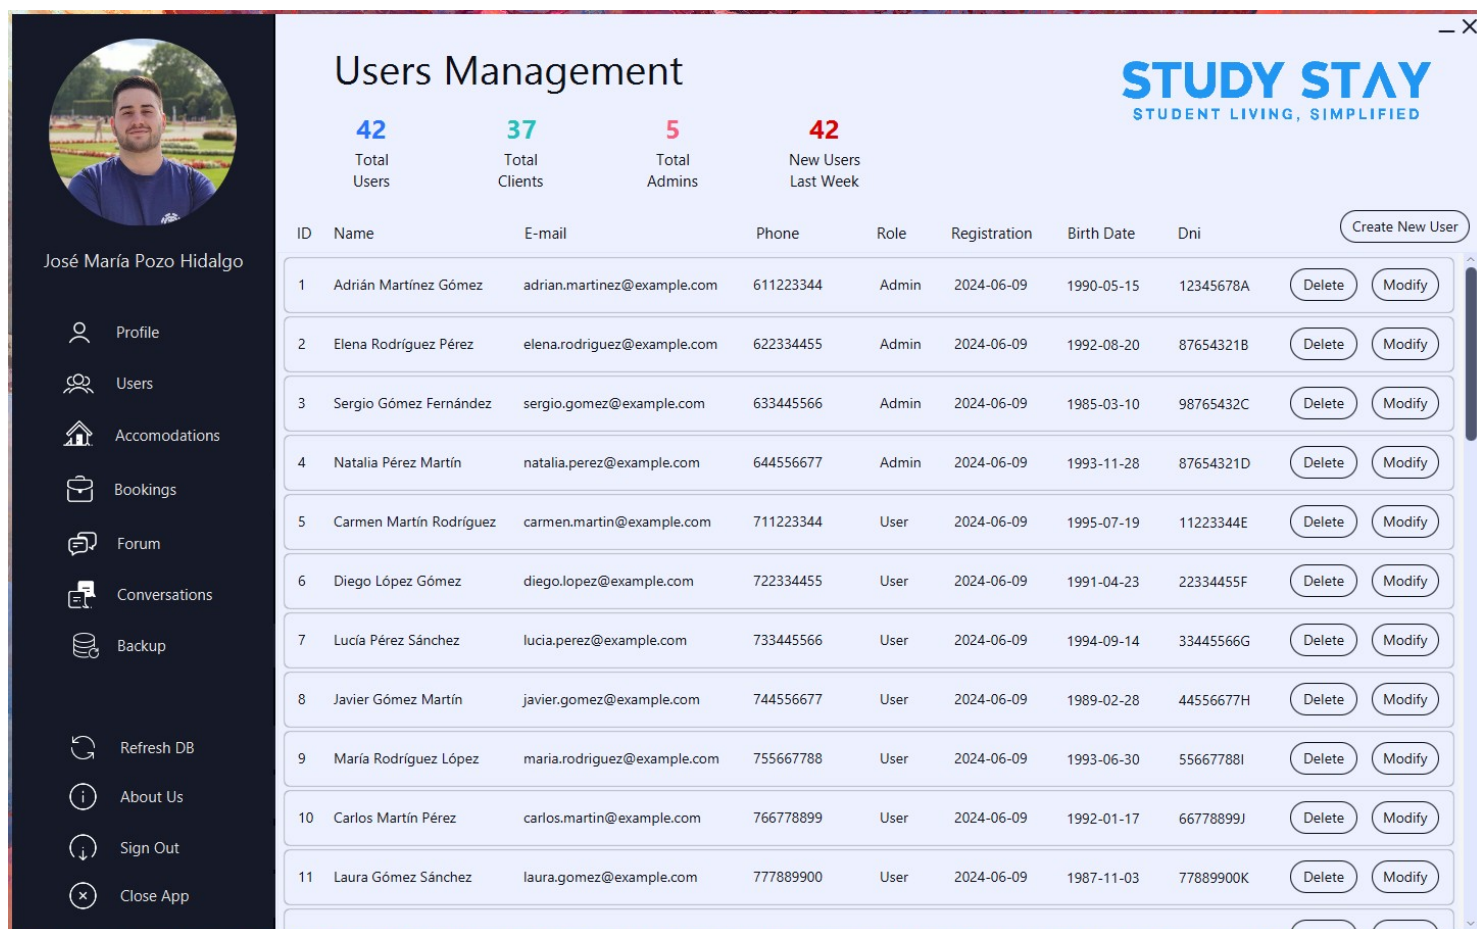 José María Pozo Hidalgo
Profile
Users
Accomodations
Bookings
Forum
Conversations
Backup
Refresh DB
About Us
Sign Out
Close App
Users Management
STUDY STAY
STUDENT LIVING, SIMPLIFIED
42 37 5 42
Total Total Total New Users
Users Clients Admins Last Week
Create New User
ID Name E-mail Phone Role Registration Birth Date Dni
1 Adrián Martínez Gómez adrian.martinez@example.com 611223344 Admin 2024-06-09 1990-05-15 12345678A Delete Modify
2 Elena Rodríguez Pérez elena.rodriguez@example.com 622334455 Admin 2024-06-09 1992-08-20 87654321B Delete Modify
3 Sergio Gómez Fernández sergio.gomez@example.com 633445566 Admin 2024-06-09 1985-03-10 98765432C Delete Modify
4 Natalia Pérez Martín natalia.perez@example.com 644556677 Admin 2024-06-09 1993-11-28 87654321D Delete Modify
5 Carmen Martín Rodríguez carmen.martin@example.com 711223344 User 2024-06-09 1995-07-19 11223344E Delete Modify
6 Diego López Gómez diego.lopez@example.com 722334455 User 2024-06-09 1991-04-23 22334455F Delete Modify
7 Lucía Pérez Sánchez lucia.perez@example.com 733445566 User 2024-06-09 1994-09-14 33445566G Delete Modify
8 Javier Gómez Martín javier.gomez@example.com 744556677 User 2024-06-09 1989-02-28 44556677H Delete Modify
9 María Rodríguez López maria.rodriguez@example.com 755667788 User 2024-06-09 1993-06-30 55667788I Delete Modify
10 Carlos Martín Pérez carlos.martin@example.com 766778899 User 2024-06-09 1992-01-17 66778899J Delete Modify
11 Laura Gómez Sánchez laura.gomez@example.com 777889900 User 2024-06-09 1987-11-03 77889900K Delete Modify